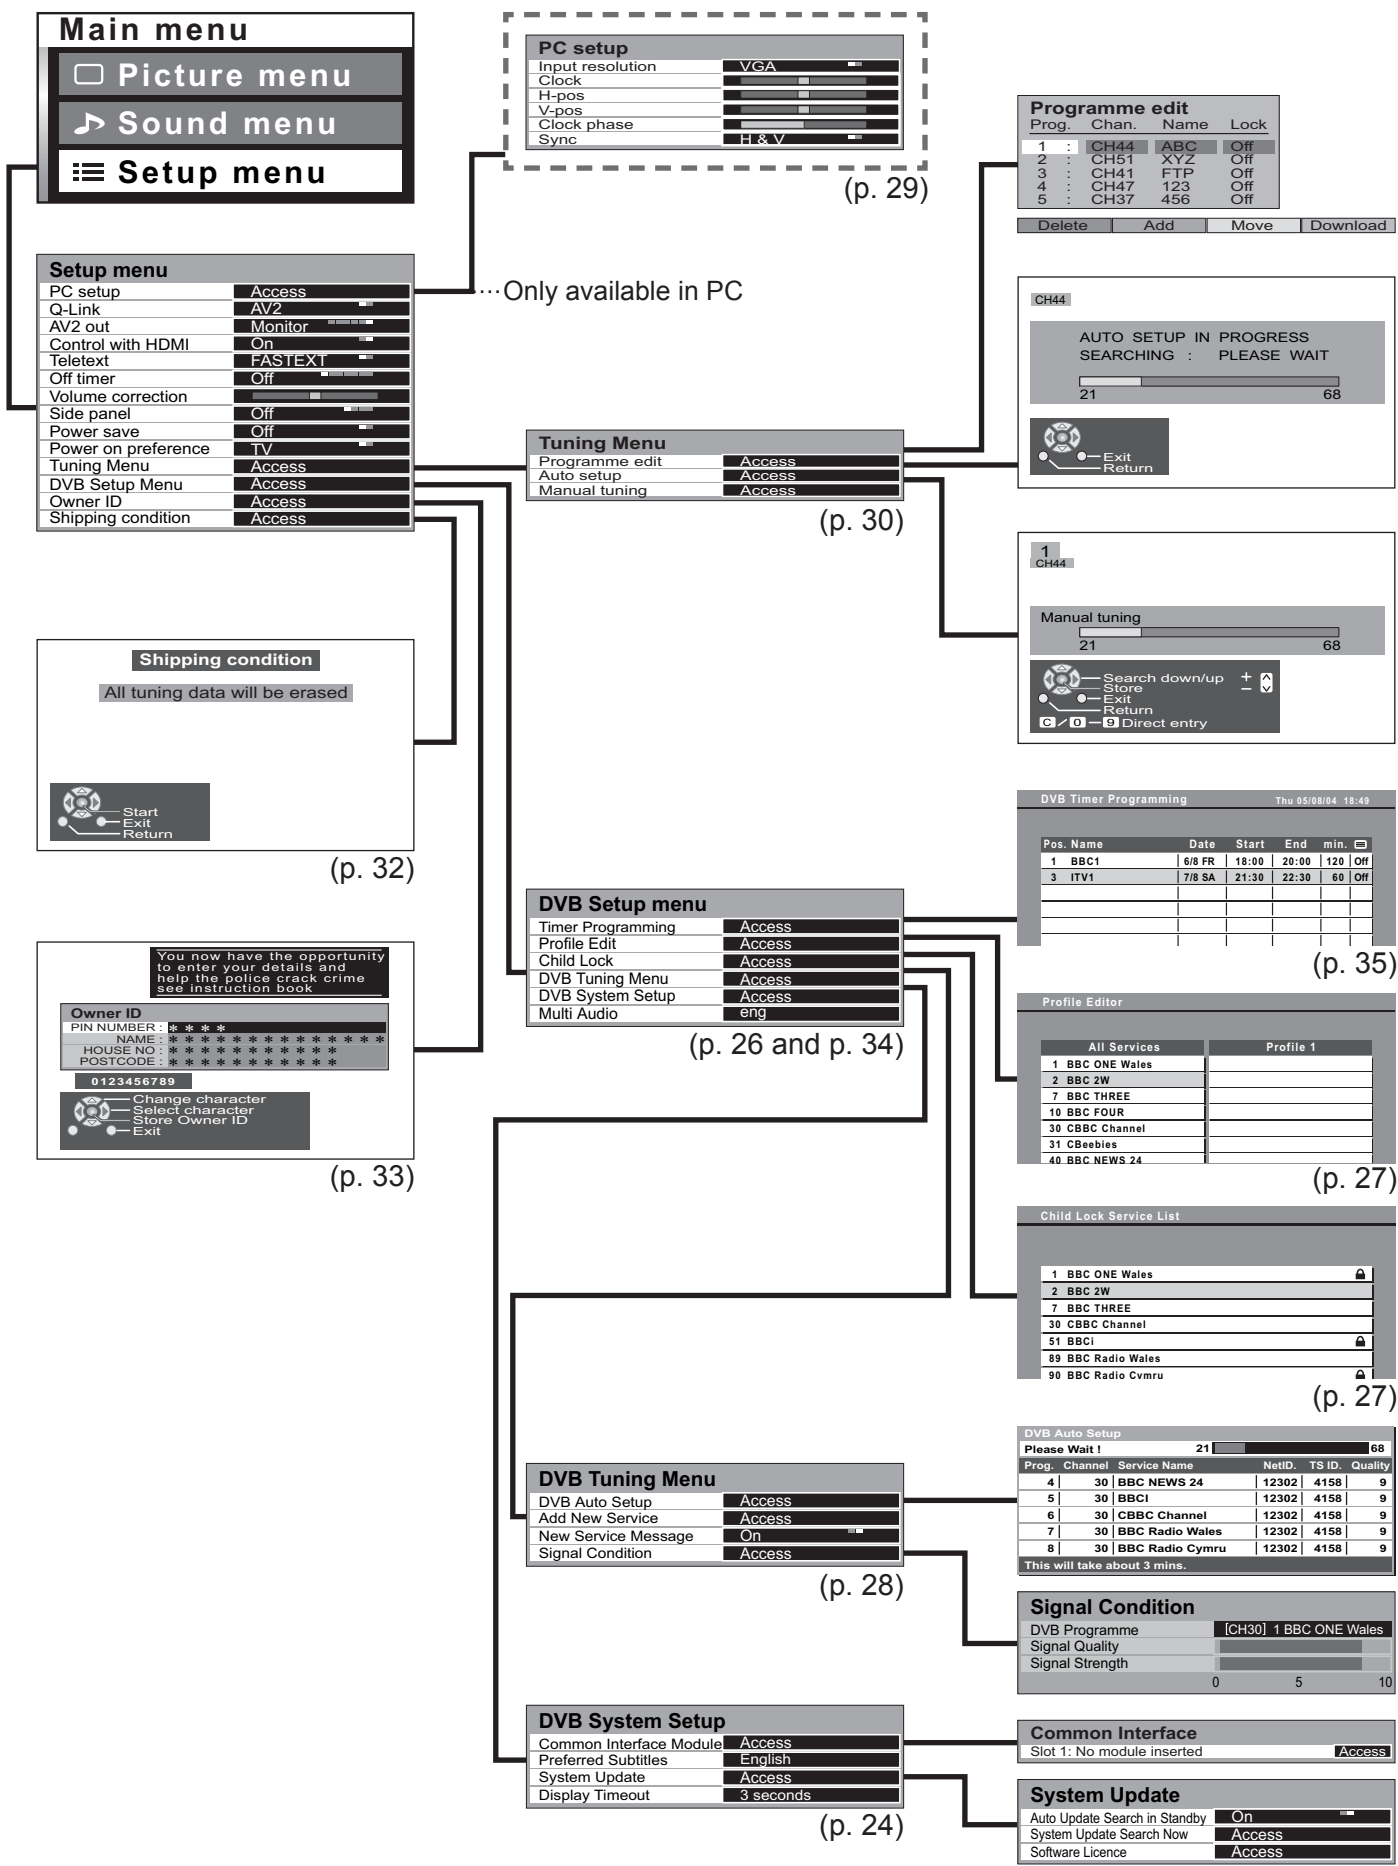 Main menu
Picture menu
Sound menu
Setup menu
Setup menu
PC setup Access
Q-Link AV2
AV2 out Monitor
Control with HDMI On
Teletext FASTEXT
Off timer Off
Volume correction
Side panel Off
Power save Off
Power on preference TV
Tuning Menu Access
DVB Setup Menu Access
Owner ID Access
Shipping condition Access
Shipping condition
All tuning data will be erased
Start
Exit
Return
(p. 32)
You now have the opportunity
to enter your details and
help the police crack crime
see instruction book
Owner ID
PIN NUMBER : * * * *
NAME : * * * * * * * * * * * * * *
HOUSE NO : * * * * * * * * * * *
POSTCODE : * * * * * * * * * * *
0123456789
Change character
Select character
Store Owner ID
Exit
(p. 33)
PC setup
Input resolution VGA
Clock
H-pos
V-pos
Clock phase
Sync H & V
(p. 29)
···Only available in PC
Tuning Menu
Programme edit Access
Auto setup Access
Manual tuning Access
(p. 30)
DVB Setup menu
Timer Programming Access
Profile Edit Access
Child Lock Access
DVB Tuning Menu Access
DVB System Setup Access
Multi Audio eng
(p. 26 and p. 34)
DVB Tuning Menu
DVB Auto Setup Access
Add New Service Access
New Service Message On
Signal Condition Access
(p. 28)
DVB System Setup
Common Interface Module Access
Preferred Subtitles English
System Update Access
Display Timeout 3 seconds
(p. 24)
Programme edit
Prog. Chan. Name Lock
1 : CH44 ABC Off
2 : CH51 XYZ Off
3 : CH41 FTP Off
4 : CH47 123 Off
5 : CH37 456 Off
Delete Add Move Download
CH44
AUTO SETUP IN PROGRESS
SEARCHING : PLEASE WAIT
21 68
Exit
Return
1
CH44
Manual tuning
21 68
Search down/up + ∧
Store − ∨
Exit
Return
C / 0 – 9 Direct entry
DVB Timer Programming Thu 05/08/04 18:49
Pos. Name Date Start End min.
1 BBC1 6/8 FR 18:00 20:00 120 Off
3 ITV1 7/8 SA 21:30 22:30 60 Off
(p. 35)
Profile Editor
All Services Profile 1
1 BBC ONE Wales
2 BBC 2W
7 BBC THREE
10 BBC FOUR
30 CBBC Channel
31 CBeebies
40 BBC NEWS 24
(p. 27)
Child Lock Service List
1 BBC ONE Wales
2 BBC 2W
7 BBC THREE
30 CBBC Channel
51 BBCi
89 BBC Radio Wales
90 BBC Radio Cymru
(p. 27)
DVB Auto Setup
Please Wait ! 21 68
Prog. Channel Service Name NetID. TS ID. Quality
4 30 BBC NEWS 24 12302 4158 9
5 30 BBCI 12302 4158 9
6 30 CBBC Channel 12302 4158 9
7 30 BBC Radio Wales 12302 4158 9
8 30 BBC Radio Cymru 12302 4158 9
This will take about 3 mins.
Signal Condition
DVB Programme [CH30] 1 BBC ONE Wales
Signal Quality
Signal Strength
0 5 10
Common Interface
Slot 1: No module inserted Access
System Update
Auto Update Search in Standby On
System Update Search Now Access
Software Licence Access